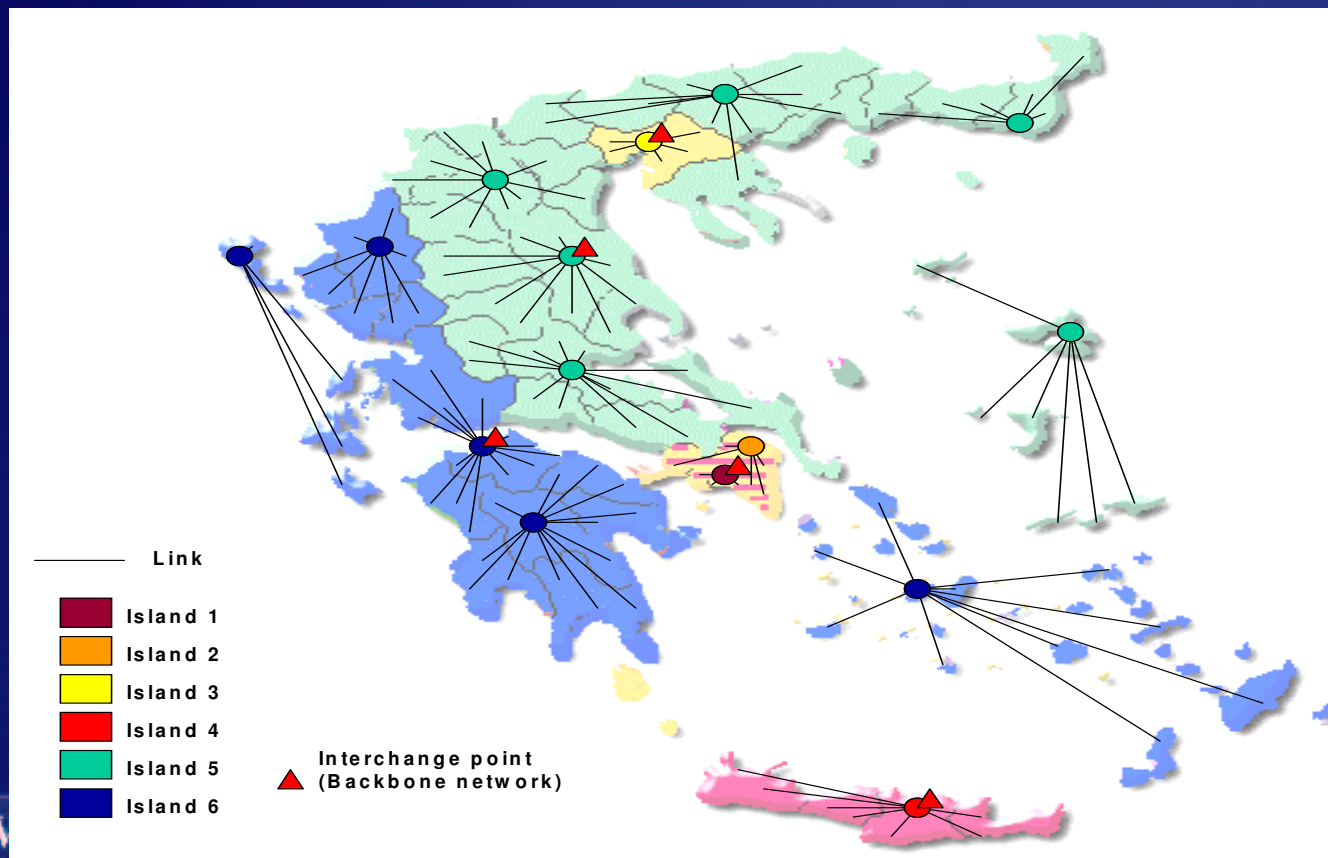 Link
Island 1
Island 2
Island 3
Island 4
Island 5
Island 6
Interchange point
(Backbone network)